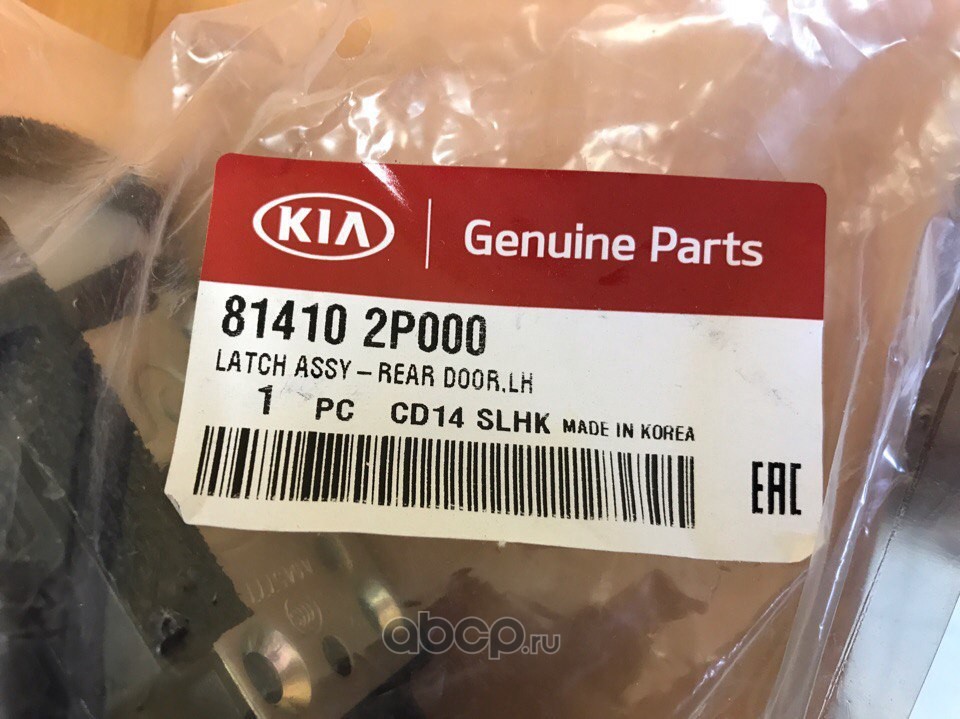 KIA Genuine Parts
81410 2P000
LATCH ASSY-REAR DOOR,LH
1 PC CD14 SLHK MADE IN KOREA
EAC
abcp.ru